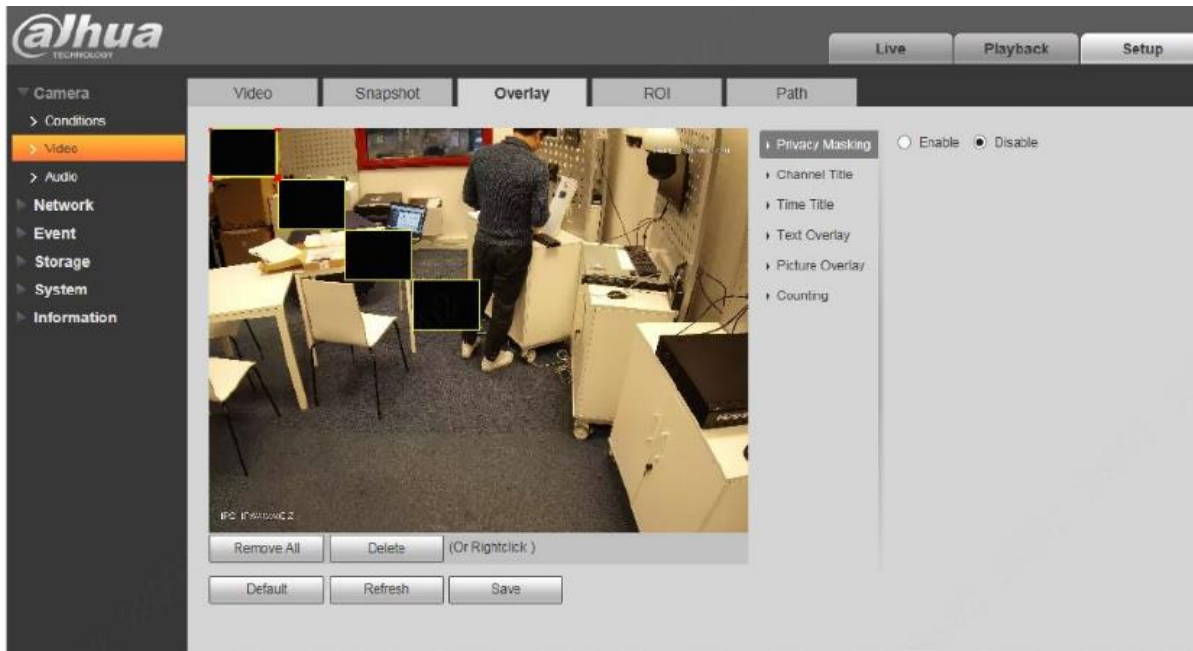 alhua
TECHNOLOGY
Live Playback Setup
Camera
Conditions
Video
Audio
Network
Event
Storage
System
Information
Video Snapshot Overlay ROI Path
Privacy Masking
Channel Title
Time Title
Text Overlay
Picture Overlay
Counting
Enable Disable
Remove All Delete (Or Rightclick )
Default Refresh Save